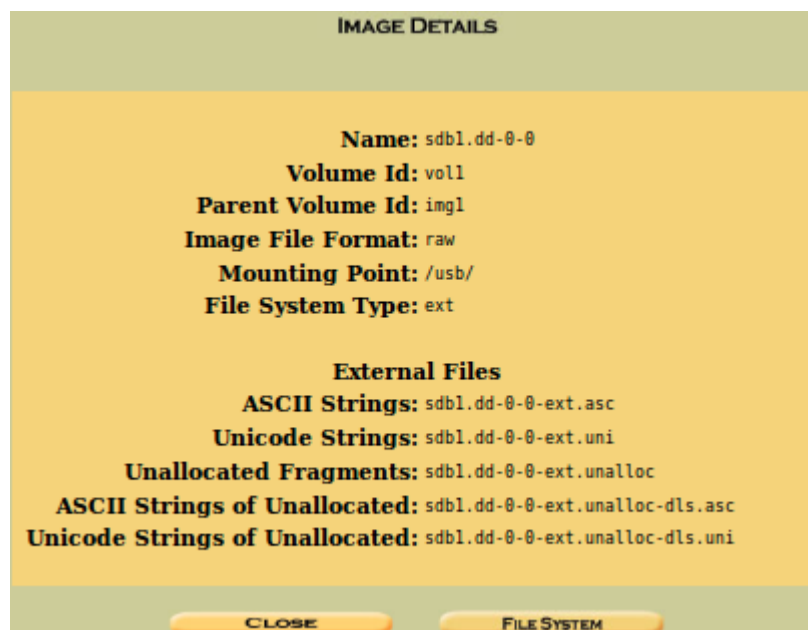 IMAGE DETAILS
Name: sdb1.dd-0-0
Volume Id: vol1
Parent Volume Id: img1
Image File Format: raw
Mounting Point: /usb/
File System Type: ext
External Files
ASCII Strings: sdb1.dd-0-0-ext.asc
Unicode Strings: sdb1.dd-0-0-ext.uni
Unallocated Fragments: sdb1.dd-0-0-ext.unalloc
ASCII Strings of Unallocated: sdb1.dd-0-0-ext.unalloc-dls.asc
Unicode Strings of Unallocated: sdb1.dd-0-0-ext.unalloc-dls.uni
CLOSE FILE SYSTEM